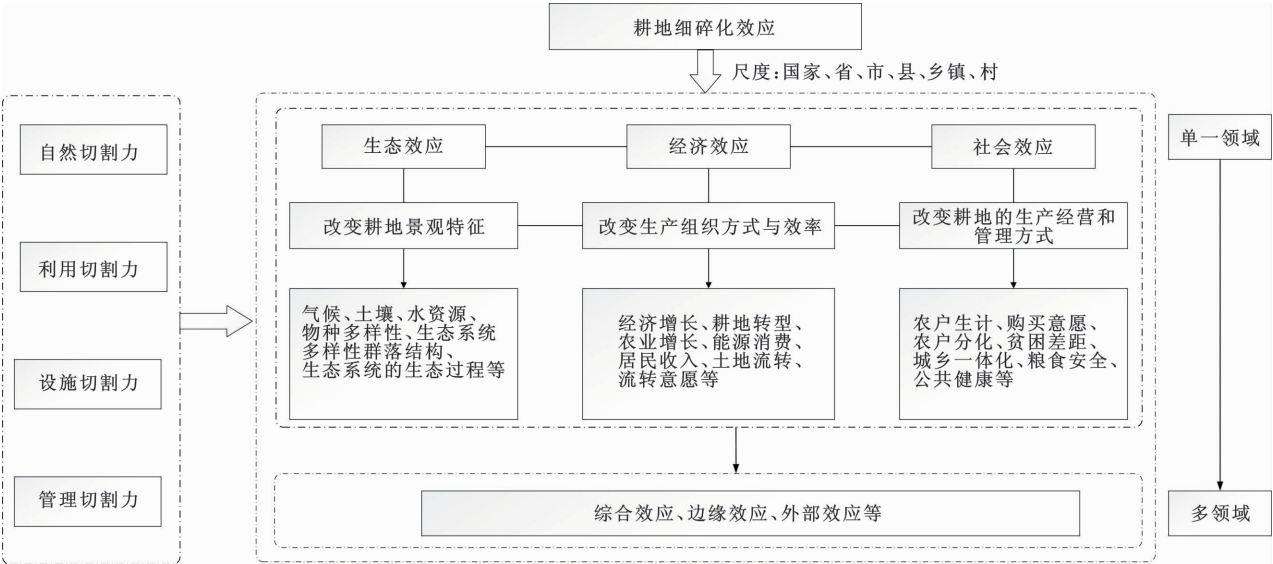 耕地细碎化效应
尺度:国家、省、市、县、乡镇、村
自然切割力
利用切割力
设施切割力
管理切割力
生态效应
经济效应
社会效应
改变耕地景观特征
改变生产组织方式与效率
改变耕地的生产经营和
管理方式
气候、土壤、水资源、
物种多样性、生态系统
多样性群落结构、
生态系统的生态过程等
经济增长、耕地转型、
农业增长、能源消费、
居民收入、土地流转、
流转意愿等
农户生计、购买意愿、
农户分化、贫困差距、
城乡一体化、粮食安全、
公共健康等
综合效应、边缘效应、外部效应等
单一领域
多领域